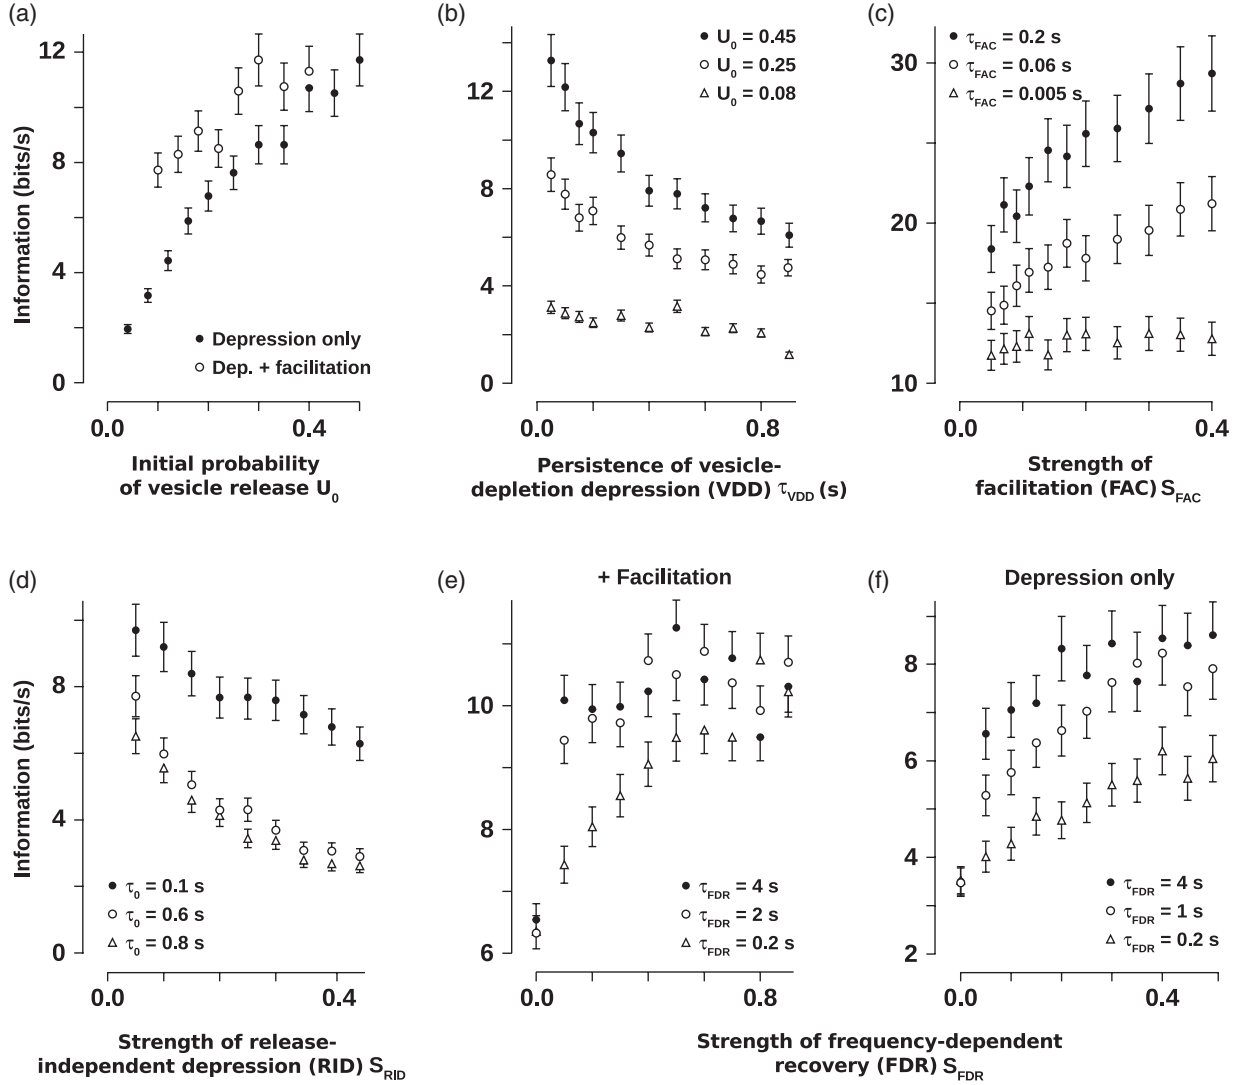 (a)
12
8
4
0
Information (bits/s)
Depression only
Dep. + facilitation
0.0
0.4
Initial probability
of vesicle release U0
(b)
12
8
4
0
U0 = 0.45
U0 = 0.25
U0 = 0.08
0.0
0.8
Persistence of vesicle-
depletion depression (VDD) τVDD (s)
(c)
30
20
10
τFAC = 0.2 s
τFAC = 0.06 s
τFAC = 0.005 s
0.0
0.4
Strength of
facilitation (FAC) SFAC
(d)
8
4
0
Information (bits/s)
τ0 = 0.1 s
τ0 = 0.6 s
τ0 = 0.8 s
0.0
0.4
Strength of release-
independent depression (RID) SRID
(e)
+ Facilitation
10
8
6
τFDR = 4 s
τFDR = 2 s
τFDR = 0.2 s
0.0
0.8
(f)
Depression only
8
6
4
2
τFDR = 4 s
τFDR = 1 s
τFDR = 0.2 s
0.0
0.4
Strength of frequency-dependent
recovery (FDR) SFDR